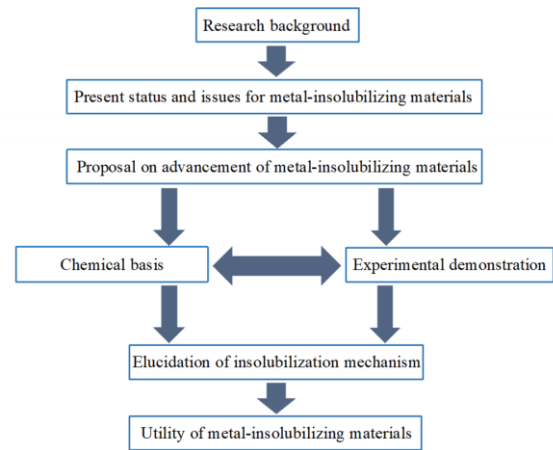 Research background
Present status and issues for metal-insolubilizing materials
Proposal on advancement of metal-insolubilizing materials
Chemical basis
Experimental demonstration
Elucidation of insolubilization mechanism
Utility of metal-insolubilizing materials